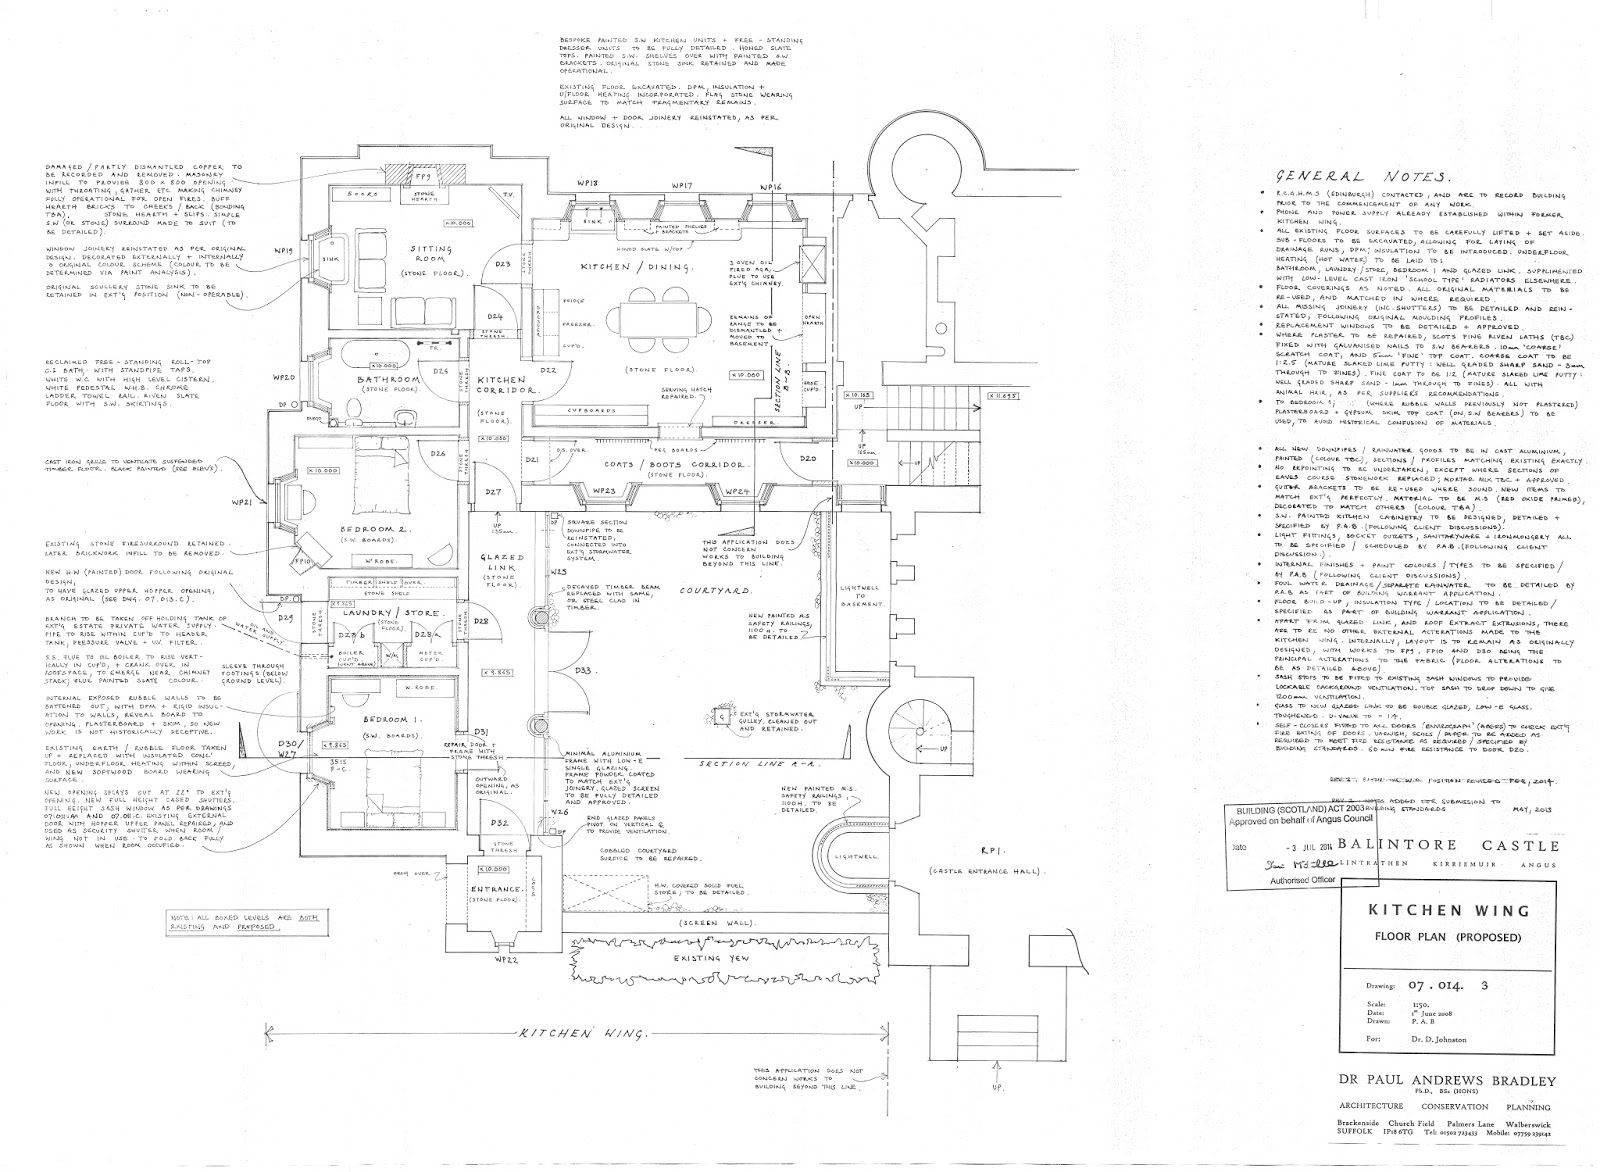 BESPOKE PAINTED S.W KITCHEN UNITS + FREE - STANDING
DRESSER UNITS TO BE FULLY DETAILED. HONED SLATE
TOPS. PAINTED S.W. SHELVES OVER WITH PAINTED S.W
BRACKETS. ORIGINAL STONE SINK RETAINED AND MADE
OPERATIONAL.
EXISTING FLOOR EXCAVATED. DPM, INSULATION +
U/FLOOR HEATING INCORPORATED. FLAG STONE WEARING
SURFACE TO MATCH FRAGMENTARY REMAINS.
ALL WINDOW + DOOR JOINERY REINSTATED, AS PER
ORIGINAL DESIGN.
DAMAGED / PARTLY DISMANTLED COPPER TO
BE RECORDED AND REMOVED. MASONRY
INFILL TO PROVIDE 800 x 800 OPENING
WITH THROATING, GATHER ETC MAKING CHIMNEY
FULLY OPERATIONAL FOR OPEN FIRES. BUFF
HEARTH BRICKS TO CHEEKS / BACK (BONDING
TBA). STONE HEARTH + SLIPS. SIMPLE
S.W (OR STONE) SURROUND MADE TO SUIT (TO
BE DETAILED).
WINDOW JOINERY REINSTATED AS PER ORIGINAL
DESIGN. DECORATED EXTERNALLY + INTERNALLY
TO ORIGINAL COLOUR SCHEME (COLOUR TO BE
DETERMINED VIA PAINT ANALYSIS).
ORIGINAL SCULLERY STONE SINK TO BE
RETAINED IN EXT'G POSITION (NON-OPERABLE).
RECLAIMED FREE - STANDING ROLL-TOP
C.I BATH - WITH STANDPIPE TAPS.
WHITE W.C WITH HIGH LEVEL CISTERN.
WHITE PEDESTAL W.H.B. CHROME
LADDER TOWEL RAIL. RIVEN SLATE
FLOOR WITH S.W. SKIRTINGS.
CAST IRON GRILLE TO VENTILATE SUSPENDED
TIMBER FLOOR. BLACK PAINTED (SEE ELEV'S).
EXISTING STONE FIRESURROUND RETAINED.
LATER BRICKWORK INFILL TO BE REMOVED.
NEW H.W (PAINTED) DOOR FOLLOWING ORIGINAL
DESIGN,
TO HAVE GLAZED UPPER HOPPER OPENING,
AS ORIGINAL (SEE DWG. 07.013.C).
BRANCH TO BE TAKEN OFF HOLDING TANK OF
EXT'G ESTATE PRIVATE WATER SUPPLY.
PIPE TO RISE WITHIN CUP'D TO HEADER
TANK, PRESSURE VALVE + U.V. FILTER.
S.S. FLUE TO OIL BOILER TO RISE VERT-
ICALLY IN CUP'D, + CRANK OVER IN
ROOFSPACE, TO EMERGE NEAR CHIMNEY
STACK; FLUE PAINTED SLATE COLOUR.
SLEEVE THROUGH
FOOTINGS (BELOW
GROUND LEVEL).
INTERNAL EXPOSED RUBBLE WALLS TO BE
BATTENED OUT, WITH DPM + RIGID INSUL-
ATION TO WALLS, REVEAL BOARD TO
OPENING. PLASTERBOARD + SKIM, SO NEW
WORK IS NOT HISTORICALLY DECEPTIVE.
EXISTING EARTH / RUBBLE FLOOR TAKEN
UP + REPLACED WITH INSULATED CONC'
FLOOR, UNDERFLOOR HEATING WITHIN SCREED,
AND NEW SOFTWOOD BOARD WEARING
SURFACE.
NEW OPENING SPLAYS CUT AT 22° TO EXT'G
OPENING. NEW FULL HEIGHT CASED SHUTTERS.
FULL HEIGHT SASH WINDOW AS PER DRAWINGS
EXISTING EXTERNAL
DOOR WITH HOPPER UPPER PANEL REPAIRED, AND
USED AS SECURITY SHUTTER WHEN ROOM /
WING NOT IN USE - TO FOLD BACK FULLY
AS SHOWN WHEN ROOM OCCUPIED.
NOTE: ALL BOXED LEVELS ARE BOTH
EXISTING AND PROPOSED.
FP9
STONE
HEARTH
BOOKS
T.V.
x 10.000
SITTING
ROOM
(STONE FLOOR).
SINK
WP19
D23
D24
STONE
THRESH
WP18
WP17
WP16
SINK
PAINTED SHELVES
+ BRACKETS
HONED SLATE W/TOP
KITCHEN / DINING.
3 OVEN OIL
FIRED AGA,
FLUE TO USE
EXT'G CHIMNEY.
FRIDGE
FREEZER
CUP'D
DRESSER
REMAINS OF
RANGE TO BE
DISMANTLED +
MOVED TO
BASEMENT.
OPEN
HEARTH
BASE
CUP'D
SECTION LINE
B-B.
(STONE FLOOR).
x 10.000
SERVING HATCH
REPAIRED.
CUPBOARDS
DRESSER
x 10.000
BATHROOM
(STONE FLOOR).
WP20
DP
D25
D22
KITCHEN
CORRIDOR
(STONE
FLOOR).
x 10.000
D26
D21
D.S. OVER
PEG BOARDS
COATS / BOOTS CORRIDOR.
(STONE FLOOR).
D20
x 10.165
UP
x 11.695
x 10.000
UP
UP
D27
WP23
WP24
x 10.000
WP21
BEDROOM 2.
(S.W. BOARDS).
FP10
W'ROBE.
UP
135mm.
GLAZED
LINK
(STONE
FLOOR).
SQUARE SECTION
DOWNPIPE TO BE
REINSTATED,
CONNECTED INTO
EXT'G STORMWATER
SYSTEM.
W25
DECAYED TIMBER BEAM
REPLACED WITH SAME,
OR STEEL CLAD IN
TIMBER.
THIS APPLICATION DOES
NOT CONCERN
WORKS TO BUILDING
BEYOND THIS LINE.
COURTYARD.
LIGHTWELL
TO
BASEMENT.
NEW PAINTED M.S
SAFETY RAILINGS,
1100 H. TO
BE DETAILED
TIMBER SHELF OVER.
STONE SHELF
DP
D29
x 9.865
LAUNDRY / STORE.
(STONE
FLOOR).
OIL AND
WATER SUPPLY
D28/b
D28/a
D28
BOILER
CUP'D.
(VENT ABOVE)
W/M
METER
CUP'D.
x 9.865
D33
W.ROBE.
BEDROOM 1.
(S.W. BOARDS).
D30/
W27
x 9.865
D31
REPAIR DOOR +
FRAME WITH
STONE THRESH
OUTWARD
OPENING, AS
ORIGINAL.
D32
STONE
THRESH
x 10.000
ENTRANCE.
(STONE FLOOR).
WP22
MINIMAL ALUMINIUM
FRAME WITH LOW-E
SINGLE GLAZING.
FRAME POWDER COATED
TO MATCH EXT'G
JOINERY. GLAZED SCREEN
TO BE FULLY DETAILED
AND APPROVED.
W26
DP
END GLAZED PANELS
PIVOT ON VERTICAL ℄
TO PROVIDE VENTILATION.
COBBLED COURTYARD
SURFACE TO BE REPAIRED.
H.W. COVERED SOLID FUEL
STORE; TO BE DETAILED.
G
EXT'G STORMWATER
GULLEY, CLEANED OUT
AND RETAINED.
SECTION LINE A-A.
NEW PAINTED M.S.
SAFETY RAILINGS,
1100H. TO BE
DETAILED.
UP
LIGHTWELL
RP1.
(CASTLE ENTRANCE HALL).
(SCREEN WALL).
EXISTING YEW
KITCHEN WING.
THIS APPLICATION DOES NOT
CONCERN WORKS TO
BUILDING BEYOND THIS LINE.
UP.
GENERAL NOTES.
• R.C.A.H.M.S (EDINBURGH) CONTACTED, AND ARE TO RECORD BUILDING
PRIOR TO THE COMMENCEMENT OF ANY WORK.
• PHONE AND POWER SUPPLY ALREADY ESTABLISHED WITHIN FORMER
KITCHEN WING.
• ALL EXISTING FLOOR SURFACES TO BE CAREFULLY LIFTED + SET ASIDE.
SUB-FLOORS TO BE EXCAVATED, ALLOWING FOR LAYING OF
DRAINAGE RUNS, DPM; INSULATION TO BE INTRODUCED. UNDERFLOOR
HEATING (HOT WATER) TO BE LAID TO:
BATHROOM, LAUNDRY / STORE, BEDROOM 1 AND GLAZED LINK. SUPPLIMENTED
WITH LOW-LEVEL CAST IRON 'SCHOOL TYPE' RADIATORS ELSEWHERE.
• FLOOR COVERINGS AS NOTED. ALL ORIGINAL MATERIALS TO BE
RE-USED, AND MATCHED IN WHERE REQUIRED.
• ALL MISSING JOINERY (INC. SHUTTERS) TO BE DETAILED AND REIN-
STATED, FOLLOWING ORIGINAL MOULDING PROFILES.
• REPLACEMENT WINDOWS TO BE DETAILED + APPROVED.
• WHERE PLASTER TO BE REPAIRED, SCOTS PINE RIVEN LATHS (TBC)
FIXED WITH GALVANISED NAILS TO S.W BEARERS. 10mm 'COARSE'
SCRATCH COAT, AND 5mm 'FINE' TOP COAT. COARSE COAT TO BE
1:2.5 (MATURE SLAKED LIME PUTTY : WELL GRADED SHARP SAND - 3mm
THROUGH TO FINES). FINE COAT TO BE 1:2 (MATURE SLAKED LIME PUTTY :
WELL GRADED SHARP SAND - 1mm THROUGH TO FINES). ALL WITH
ANIMAL HAIR, AS PER SUPPLIER'S RECOMMENDATIONS.
• TO BEDROOM 1; (WHERE RUBBLE WALLS PREVIOUSLY NOT PLASTERED)
PLASTERBOARD + GYPSUM SKIM TOP COAT (ON S.W BEARERS) TO BE
USED, TO AVOID HISTORICAL CONFUSION OF MATERIALS.
• ALL NEW DOWNPIPES / RAINWATER GOODS TO BE IN CAST ALUMINIUM,
PAINTED (COLOUR TBC), SECTIONS / PROFILES MATCHING EXISTING EXACTLY.
• NO REPOINTING TO BE UNDERTAKEN, EXCEPT WHERE SECTIONS OF
EAVES COURSE STONEWORK REPLACED; MORTAR MIX TBC + APPROVED.
• GUTTER BRACKETS TO BE RE-USED WHERE SOUND. NEW ITEMS TO
MATCH EXT'G PERFECTLY. MATERIAL TO BE M.S (RED OXIDE PRIMED),
DECORATED TO MATCH OTHERS (COLOUR TBA).
• S.W. PAINTED KITCHEN CABINETRY TO BE DESIGNED, DETAILED +
SPECIFIED BY P.A.B (FOLLOWING CLIENT DISCUSSIONS).
• LIGHT FITTINGS, SOCKET OUTLETS, SANITARYWARE + IRONMONGERY ALL
TO BE SPECIFIED / SCHEDULED BY P.A.B. (FOLLOWING CLIENT
DISCUSSION).
• INTERNAL FINISHES + PAINT COLOURS / TYPES TO BE SPECIFIED /
BY P.A.B (FOLLOWING CLIENT DISCUSSIONS).
• FOUL WATER DRAINAGE / SEPARATE RAINWATER TO BE DETAILED BY
P.A.B AS PART OF BUILDING WARRANT APPLICATION.
• FLOOR BUILD-UP, INSULATION TYPE / LOCATION TO BE DETAILED /
SPECIFIED AS PART OF BUILDING WARRANT APPLICATION.
• APART FROM GLAZED LINK, AND ROOF EXTRACT EXTRUSIONS, THERE
ARE TO BE NO OTHER EXTERNAL ALTERATIONS MADE TO THE
KITCHEN WING. INTERNALLY, LAYOUT IS TO REMAIN AS ORIGINALLY
DESIGNED, WITH WORKS TO FP9, FP10 AND D30 BEING THE
PRINCIPAL ALTERATIONS TO THE FABRIC (FLOOR ALTERATIONS TO
BE AS DETAILED ABOVE)
• SASH STOPS TO BE FITTED TO EXISTING SASH WINDOWS TO PROVIDE
LOCKABLE BACKGROUND VENTILATION. TOP SASH TO DROP DOWN TO GIVE
VENTILATION.
• GLASS TO NEW GLAZED LINK TO BE DOUBLE GLAZED, LOW-E GLASS.
TOUGHENED. U-VALUE TO = 1.4.
• SELF-CLOSERS FITTED TO ALL DOORS
FIRE RATING OF DOORS.
REQUIRED TO MEET FIRE RESISTANCE AS REQUIRED / SPECIFIED BY
BUILDING STANDARDS. 60 MIN FIRE RESISTANCE TO DOOR D20.
POSITION REVISED FEB, 2014.
NOTES ADDED FOR SUBMISSION TO
BUILDING STANDARDS MAY, 2013
BUILDING (SCOTLAND) ACT 2003
Approved on behalf of Angus Council
Date - 3 JUL 2014
Authorised Officer
BALINTORE CASTLE
LINTRATHEN KIRRIEMUIR ANGUS
KITCHEN WING
FLOOR PLAN (PROPOSED)
Drawing: 07 . 014. 3
Scale: 1:50.
Date: 1st June 2008
Drawn: P. A. B
For: Dr. D. Johnston
DR PAUL ANDREWS BRADLEY
Ph.D., BSc (HONS)
ARCHITECTURE CONSERVATION PLANNING
Brackenside Church Field Palmers Lane Walberswick
SUFFOLK IP18 6TG Tel: 01502 723433 Mobile: 07759 239142